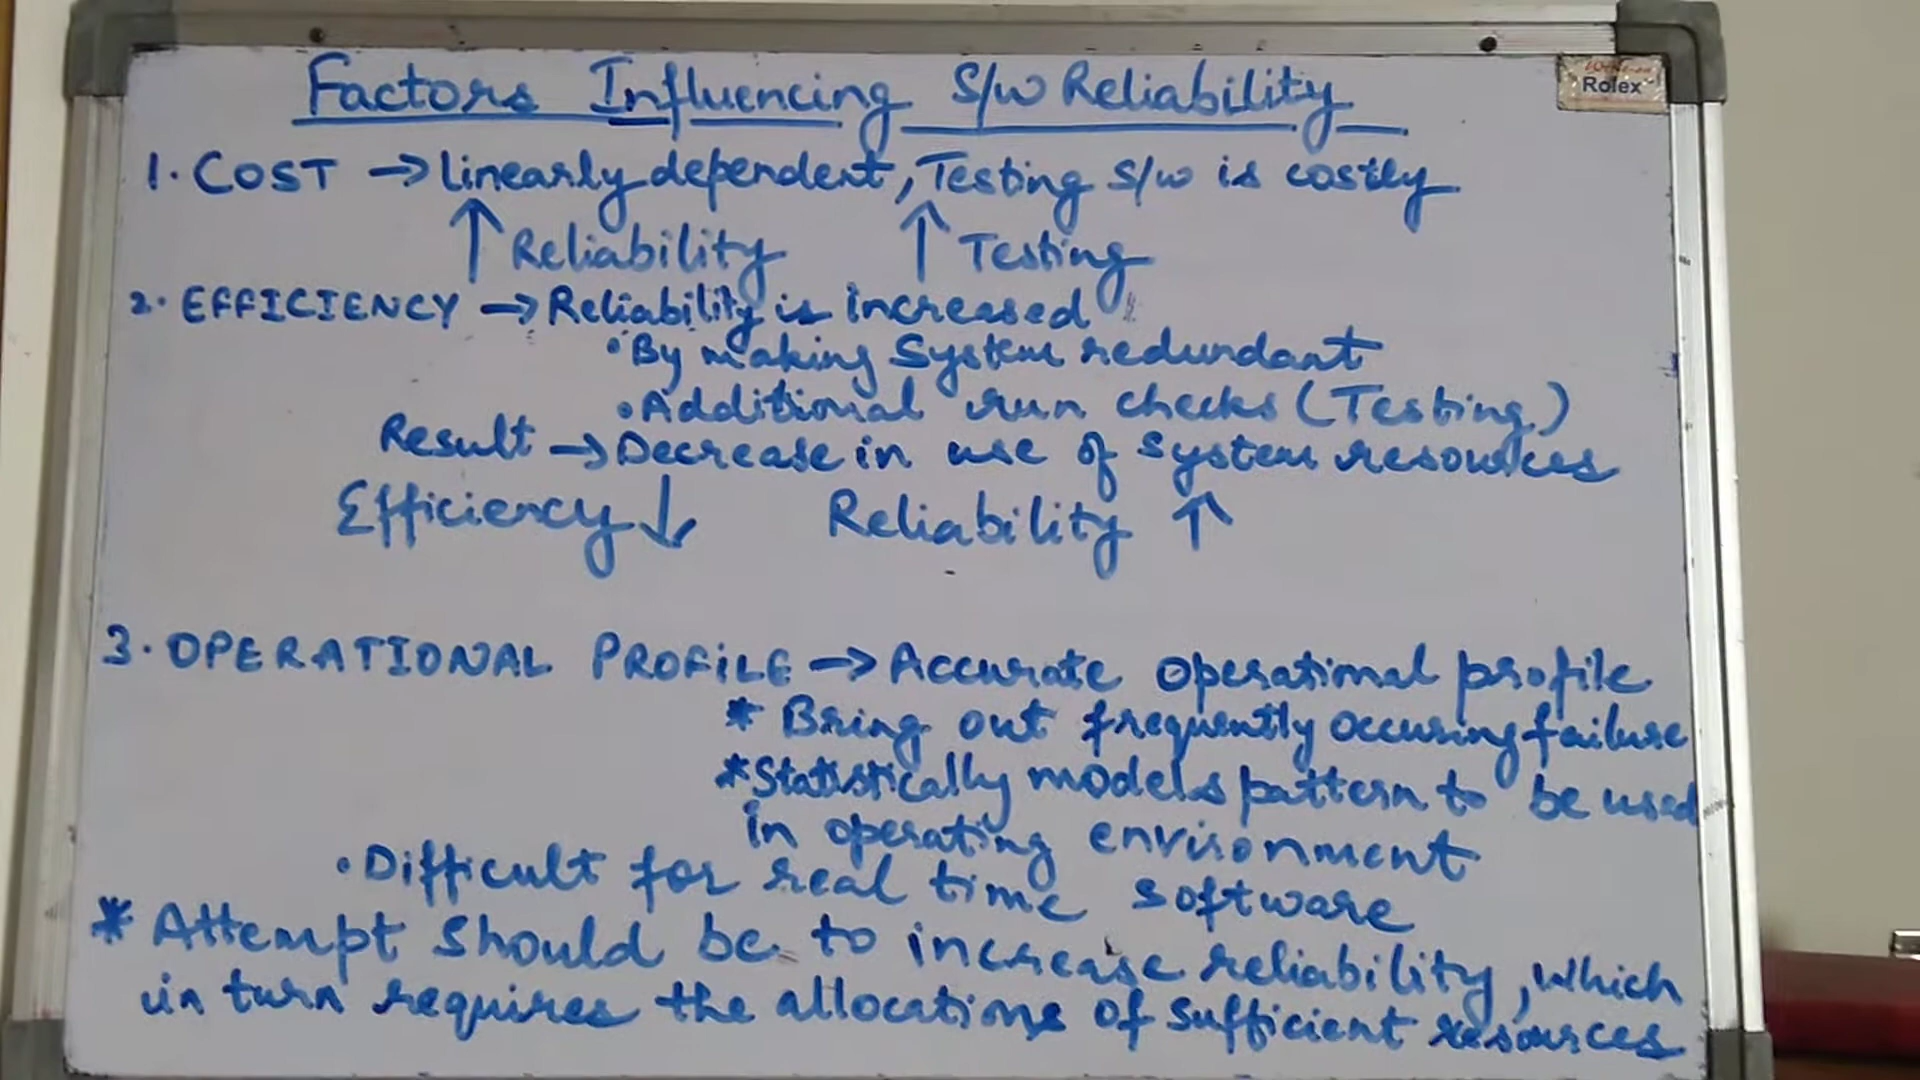 Factors Influencing S/w Reliability
Rolex
1. COST → Linearly dependent, Testing S/w is costly
↑ Reliability ↑ Testing
2. EFFICIENCY → Reliability is increased
• By making System redundant
• Additional run checks (Testing)
Result → Decrease in use of System resources
Efficiency ↓ Reliability ↑
3. OPERATIONAL PROFILE → Accurate operational profile
* Bring out frequently occuring failure
* Statistically models pattern to be used
in operating environment
• Difficult for real time software
* Attempt should be to increase reliability, which
in turn requires the allocations of sufficient resources